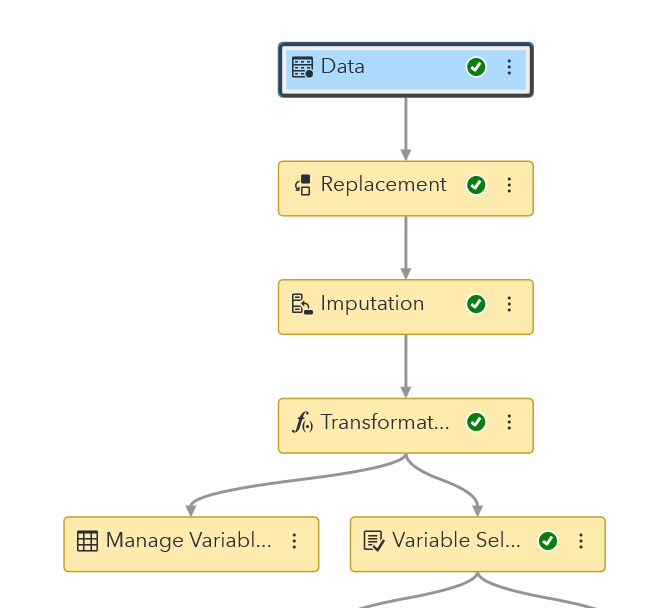 Data
Replacement
Imputation
Transformat...
Manage Variabl...
Variable Sel...